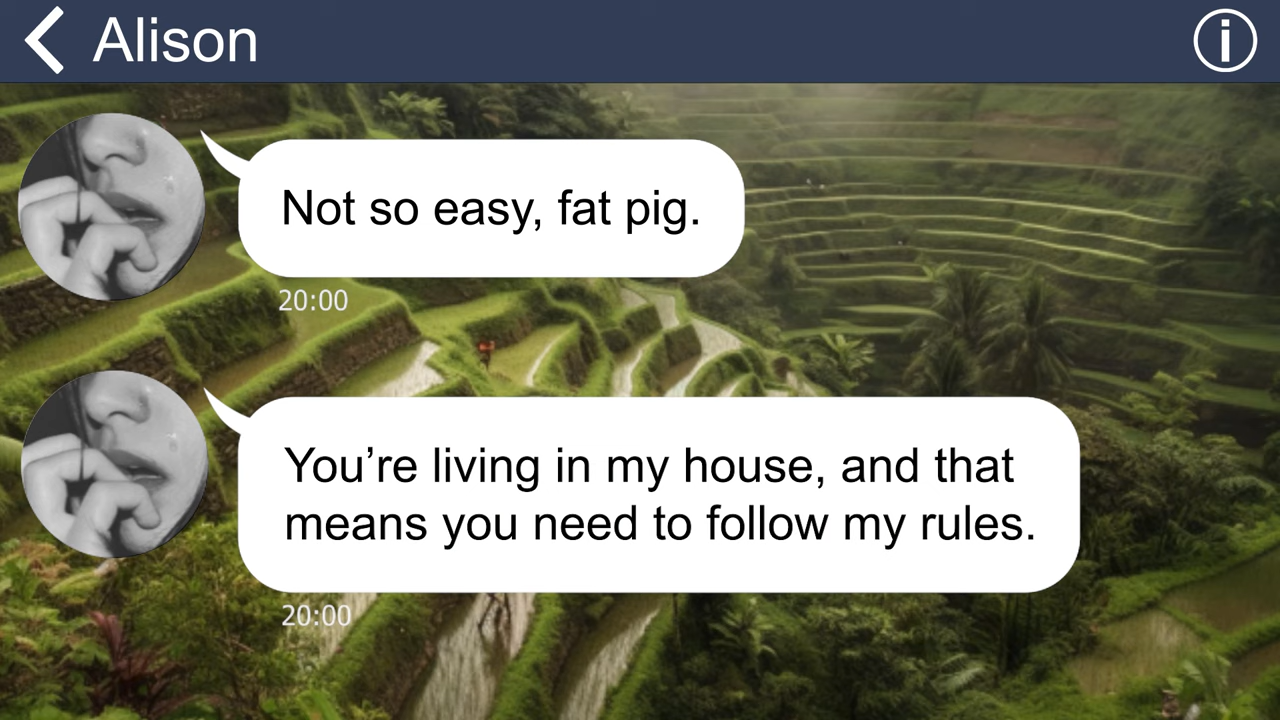 Alison
Not so easy, fat pig.
20:00
You’re living in my house, and that
means you need to follow my rules.
20:00